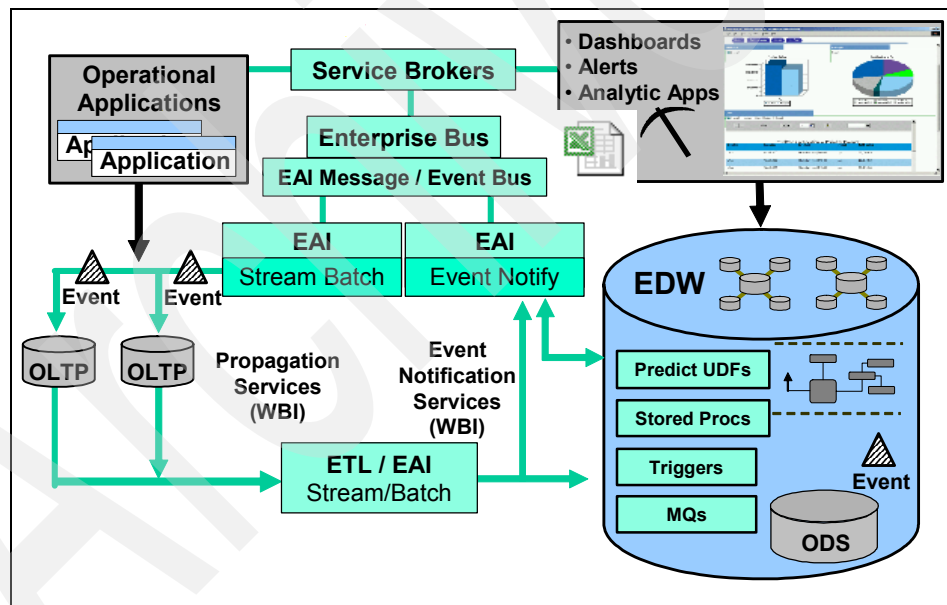 Operational
Applications
Application
Service Brokers
• Dashboards
• Alerts
• Analytic Apps
Enterprise Bus
EAI Message / Event Bus
EAI
Stream Batch
EAI
Event Notify
Event
Event
OLTP
OLTP
Propagation
Services
(WBI)
Event
Notification
Services
(WBI)
ETL / EAI
Stream/Batch
EDW
Predict UDFs
Stored Procs
Triggers
MQs
Event
ODS